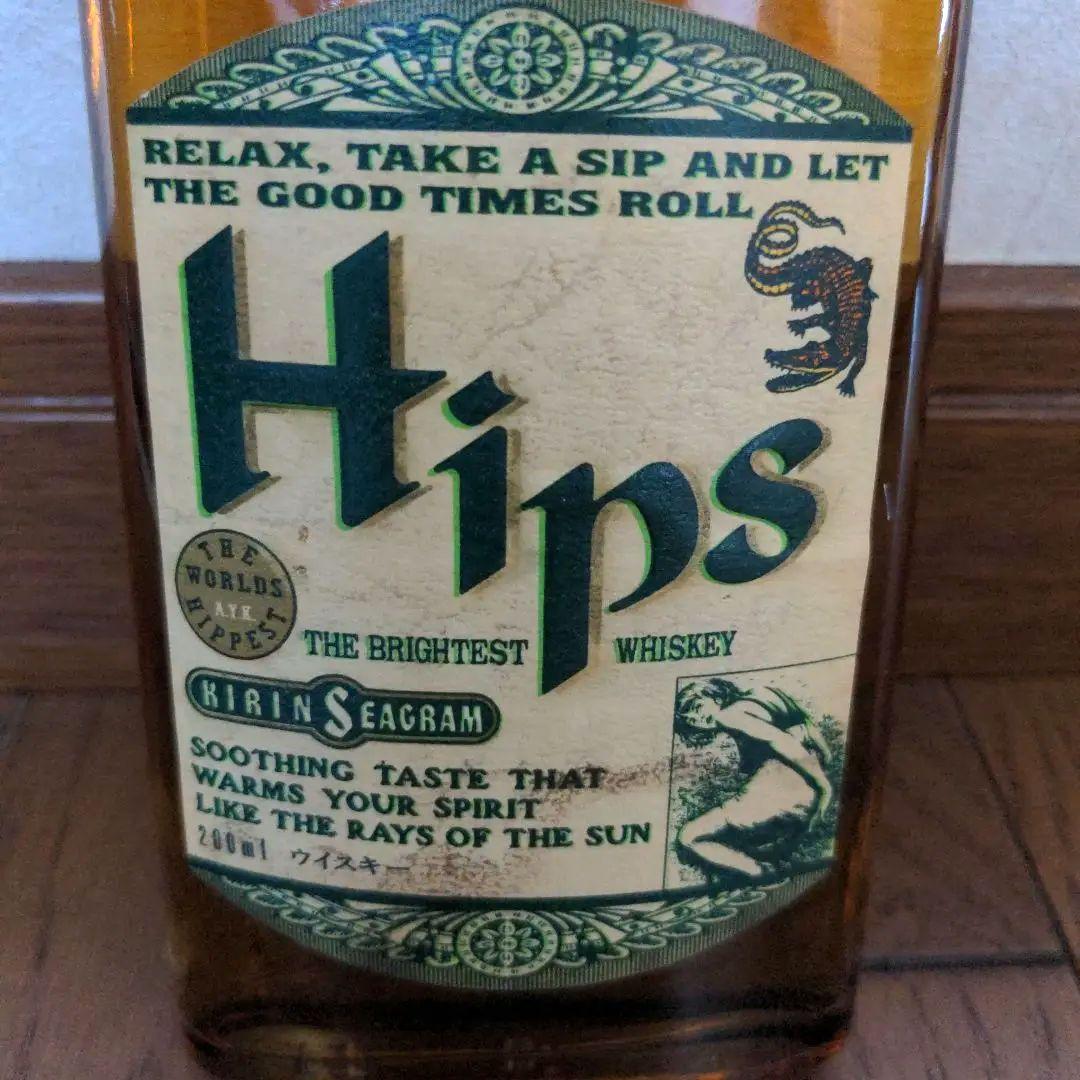 RELAX, TAKE A SIP AND LET
THE GOOD TIMES ROLL
Hips
THE
WORLDS
A.Y.K.
HIPPEST
THE BRIGHTEST WHISKEY
KIRIN SEAGRAM
SOOTHING TASTE THAT
WARMS YOUR SPIRIT
LIKE THE RAYS OF THE SUN
200ml ウイスキー